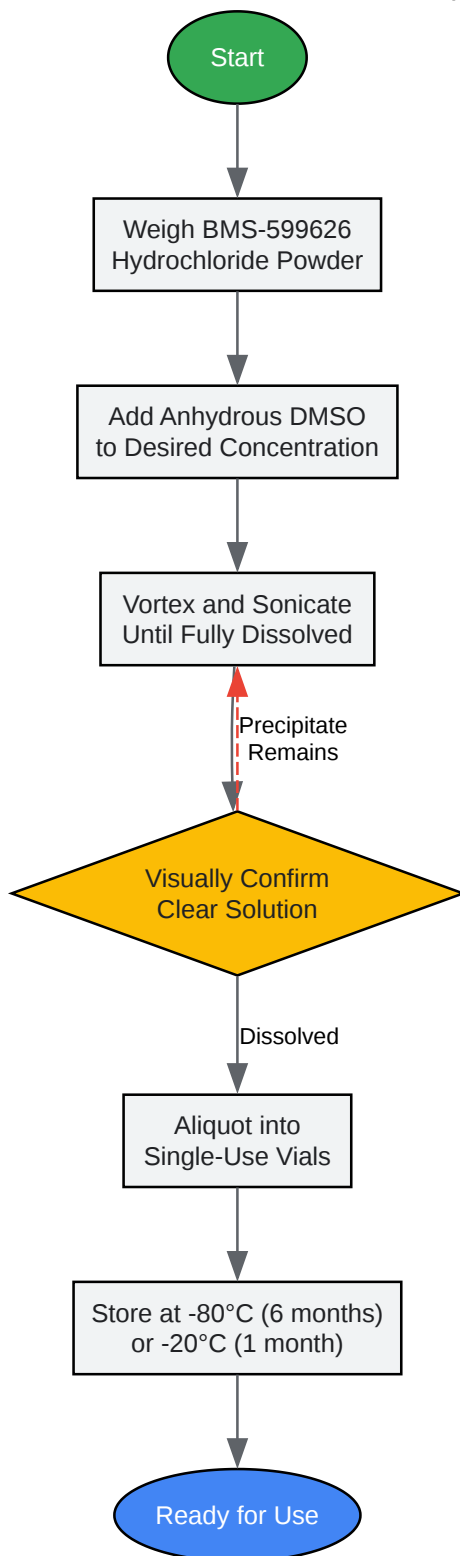 Start
Weigh BMS-599626
Hydrochloride Powder
Add Anhydrous DMSO
to Desired Concentration
Vortex and Sonicate
Until Fully Dissolved
Precipitate
Remains
Visually Confirm
Clear Solution
Dissolved
Aliquot into
Single-Use Vials
Store at -80°C (6 months)
or -20°C (1 month)
Ready for Use